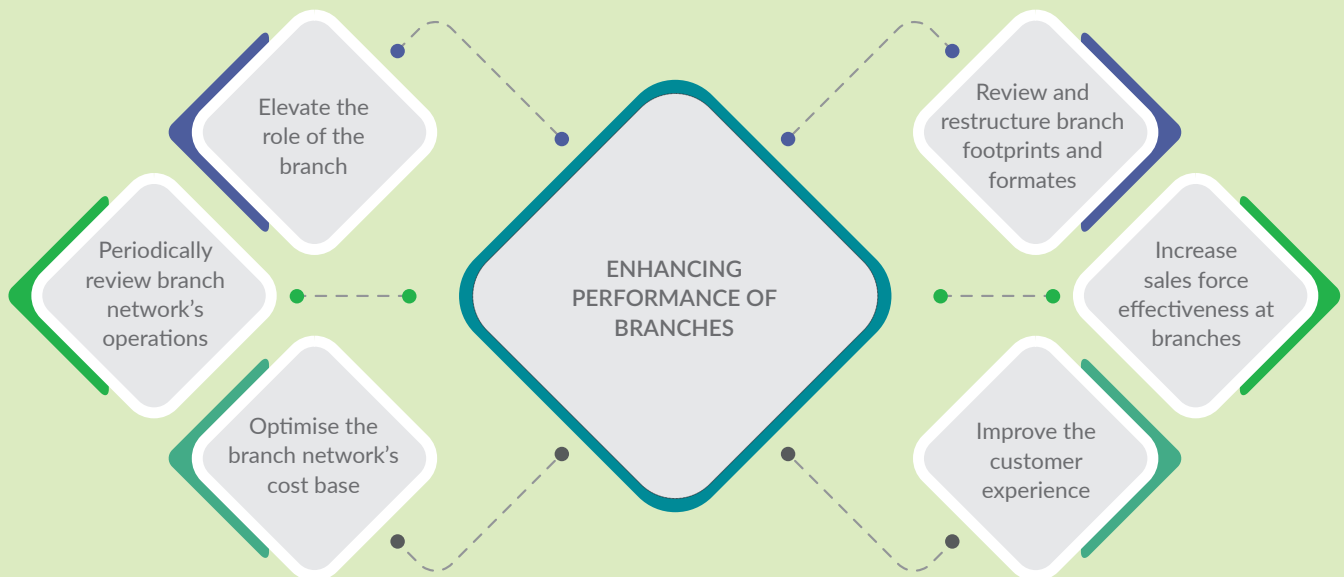 Elevate the
role of the
branch
Periodically
review branch
network's
operations
Optimise the
branch network's
cost base
ENHANCING
PERFORMANCE OF
BRANCHES
Review and
restructure branch
footprints and
formates
Increase
sales force
effectiveness at
branches
Improve the
customer
experience